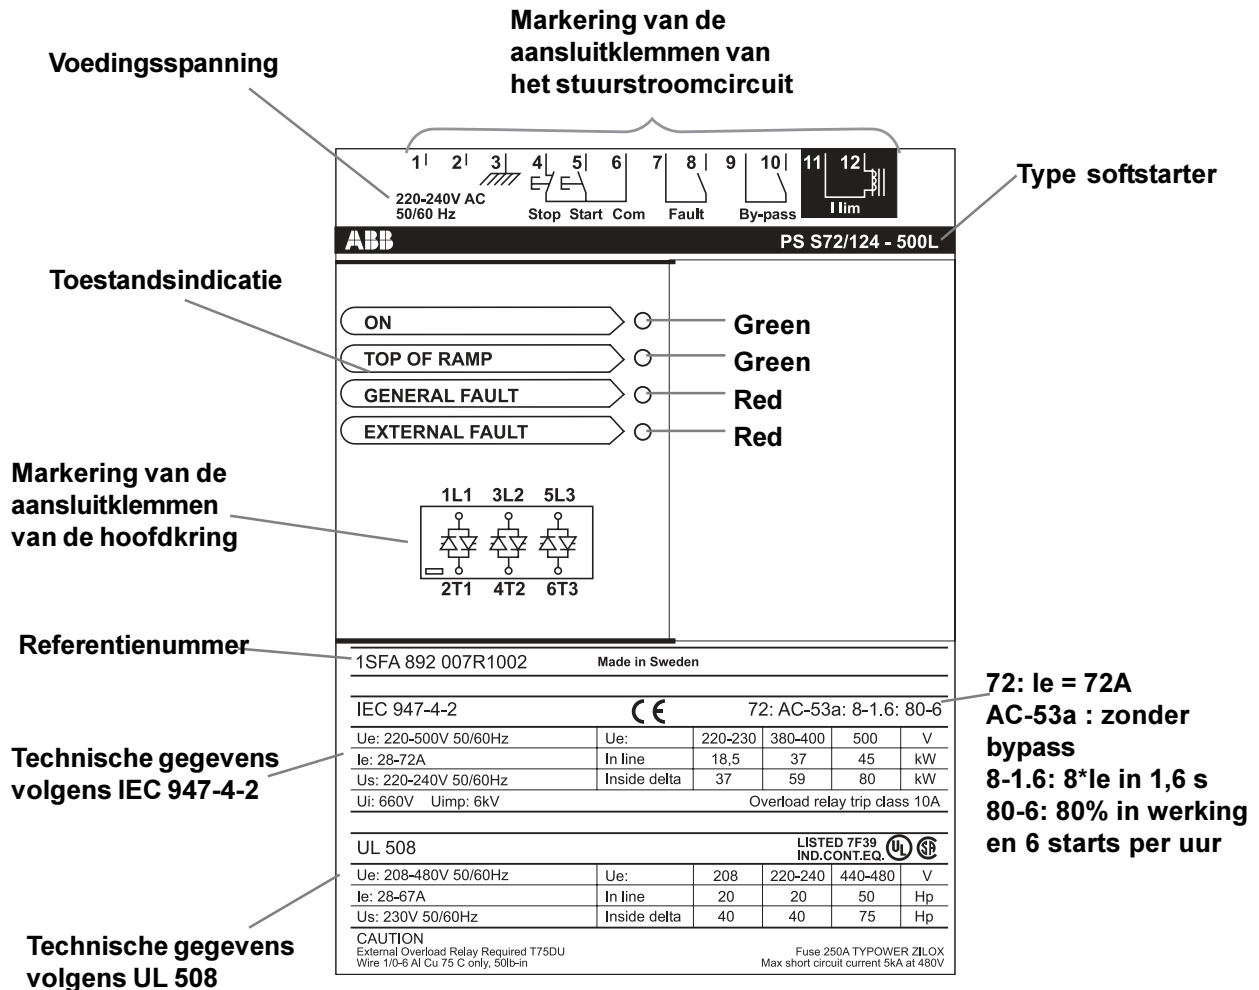 Markering van de
aansluitklemmen van
het stuurstroomcircuit
Voedingsspanning
1 2 3 4 5 6 7 8 9 10 11 12
220-240V AC
50/60 Hz
Stop Start Com Fault By-pass I lim
Type softstarter
ABB PS S72/124 - 500L
Toestandsindicatie
ON Green
TOP OF RAMP Green
GENERAL FAULT Red
EXTERNAL FAULT Red
Markering van de
aansluitklemmen
van de hoofdkring
1L1 3L2 5L3
2T1 4T2 6T3
Referentienummer
1SFA 892 007R1002 Made in Sweden
72: Ie = 72A
AC-53a : zonder
bypass
8-1.6: 8*Ie in 1,6 s
80-6: 80% in werking
en 6 starts per uur
IEC 947-4-2 CE 72: AC-53a: 8-1.6: 80-6
Technische gegevens
volgens IEC 947-4-2
Ue: 220-500V 50/60Hz Ue: 220-230 380-400 500 V
Ie: 28-72A In line 18,5 37 45 kW
Us: 220-240V 50/60Hz Inside delta 37 59 80 kW
Ui: 660V Uimp: 6kV Overload relay trip class 10A
UL 508 LISTED 7F39
IND.CONT.EQ. UL SA
Ue: 208-480V 50/60Hz Ue: 208 220-240 440-480 V
Ie: 28-67A In line 20 20 50 Hp
Us: 230V 50/60Hz Inside delta 40 40 75 Hp
CAUTION
External Overload Relay Required T75DU Fuse 250A TYPOWER ZILOX
Wire 1/0-6 Al Cu 75 C only, 50lb-in Max short circuit current 5kA at 480V
Technische gegevens
volgens UL 508